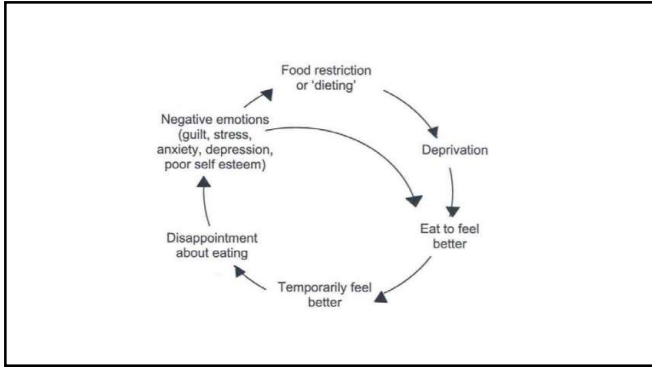 Food restriction
or 'dieting'
Deprivation
Eat to feel
better
Temporarily feel
better
Disappointment
about eating
Negative emotions
(guilt, stress,
anxiety, depression,
poor self esteem)